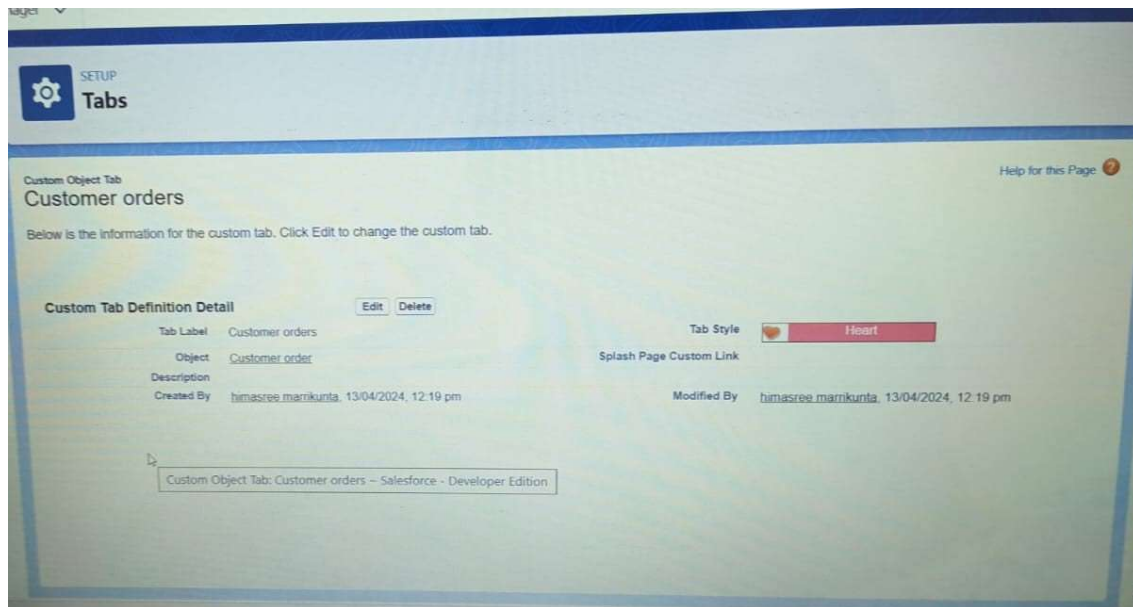 SETUP
Tabs
Help for this Page
Custom Object Tab
Customer orders
Below is the information for the custom tab. Click Edit to change the custom tab.
Custom Tab Definition Detail Edit Delete
Tab Label Customer orders Tab Style Heart
Object Customer order Splash Page Custom Link
Description
Created By himasree marrikunta, 13/04/2024, 12:19 pm Modified By himasree marrikunta, 13/04/2024, 12:19 pm
Custom Object Tab: Customer orders – Salesforce - Developer Edition